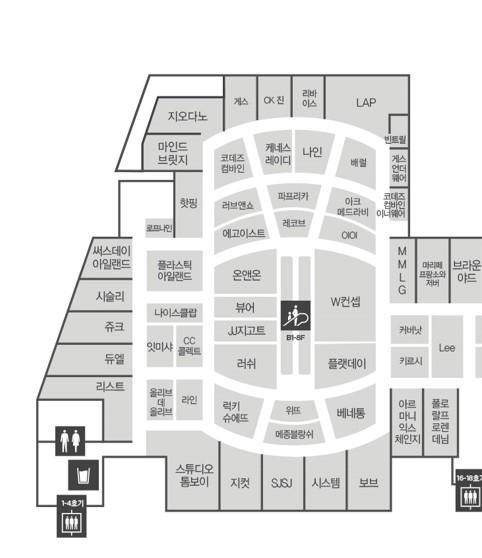 게스
CK 진
리바
이스
LAP
지오다노
마인드
브릿지
빈트릴
게스
언더
웨어
코데즈
컴바인
이너웨어
코데즈
컴바인
케네스
레이디
나인
배럴
핫핑
로프나인
러브앤쇼
파프리카
아크
메드라비
에고이스트
레코브
OIOI
써스데이
아일랜드
시슬리
쥬크
듀엘
리스트
플라스틱
아일랜드
나이스클랍
잇미샤
CC
콜렉트
올리브
데
올리브
라인
온앤온
뷰어
JJ지고트
러쉬
B1-8F
W컨셉
플랫데이
M
M
L
G
마리떼
프랑소와
저버
브라운
야드
커버낫
키르시
Lee
럭키
슈에뜨
위뜨
메종블랑쉬
베네통
아르
마니
익스
체인지
폴로
랄프
로렌
데님
스튜디오
톰보이
지컷
SJSJ
시스템
보브
1-4호기
16-18호기